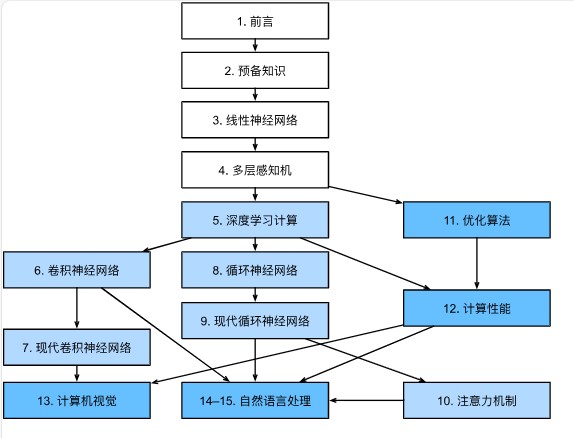 1. 前言
2. 预备知识
3. 线性神经网络
4. 多层感知机
5. 深度学习计算
11. 优化算法
6. 卷积神经网络
8. 循环神经网络
12. 计算性能
9. 现代循环神经网络
7. 现代卷积神经网络
13. 计算机视觉
14–15. 自然语言处理
10. 注意力机制